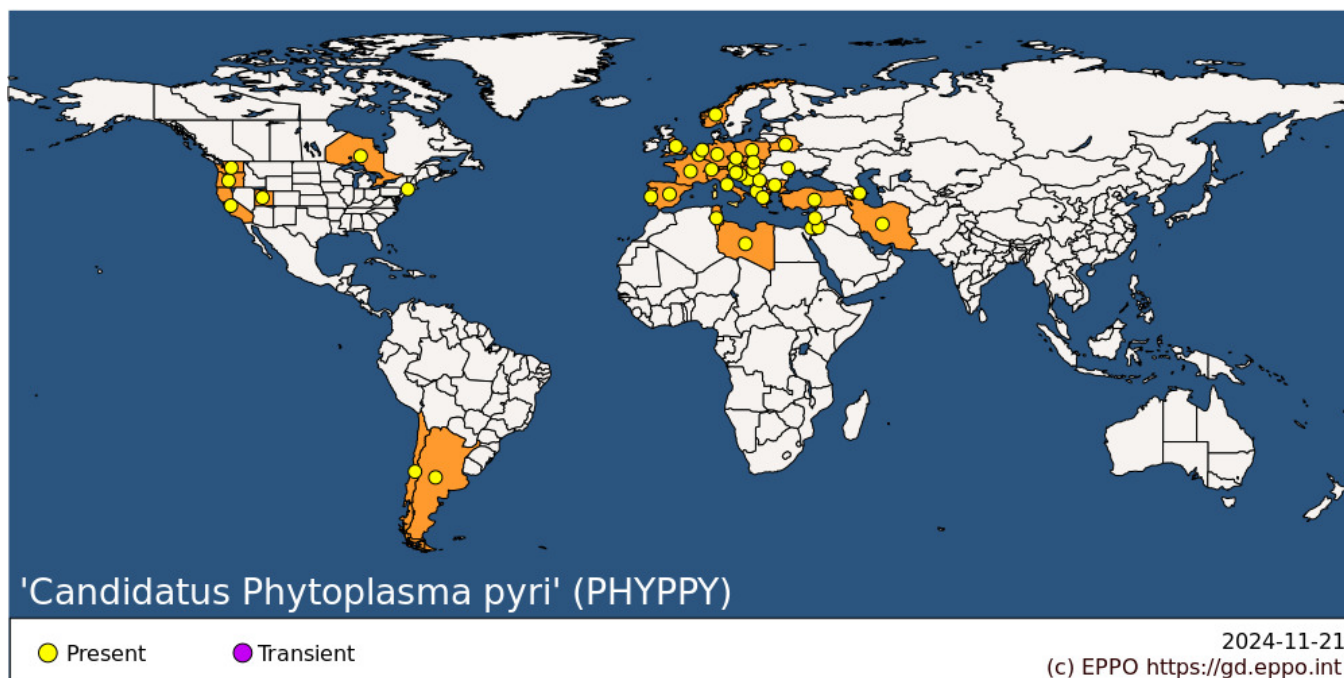 'Candidatus Phytoplasma pyri' (PHYPPY)
Present
Transient
2024-11-21
(c) EPPO https://gd.eppo.int